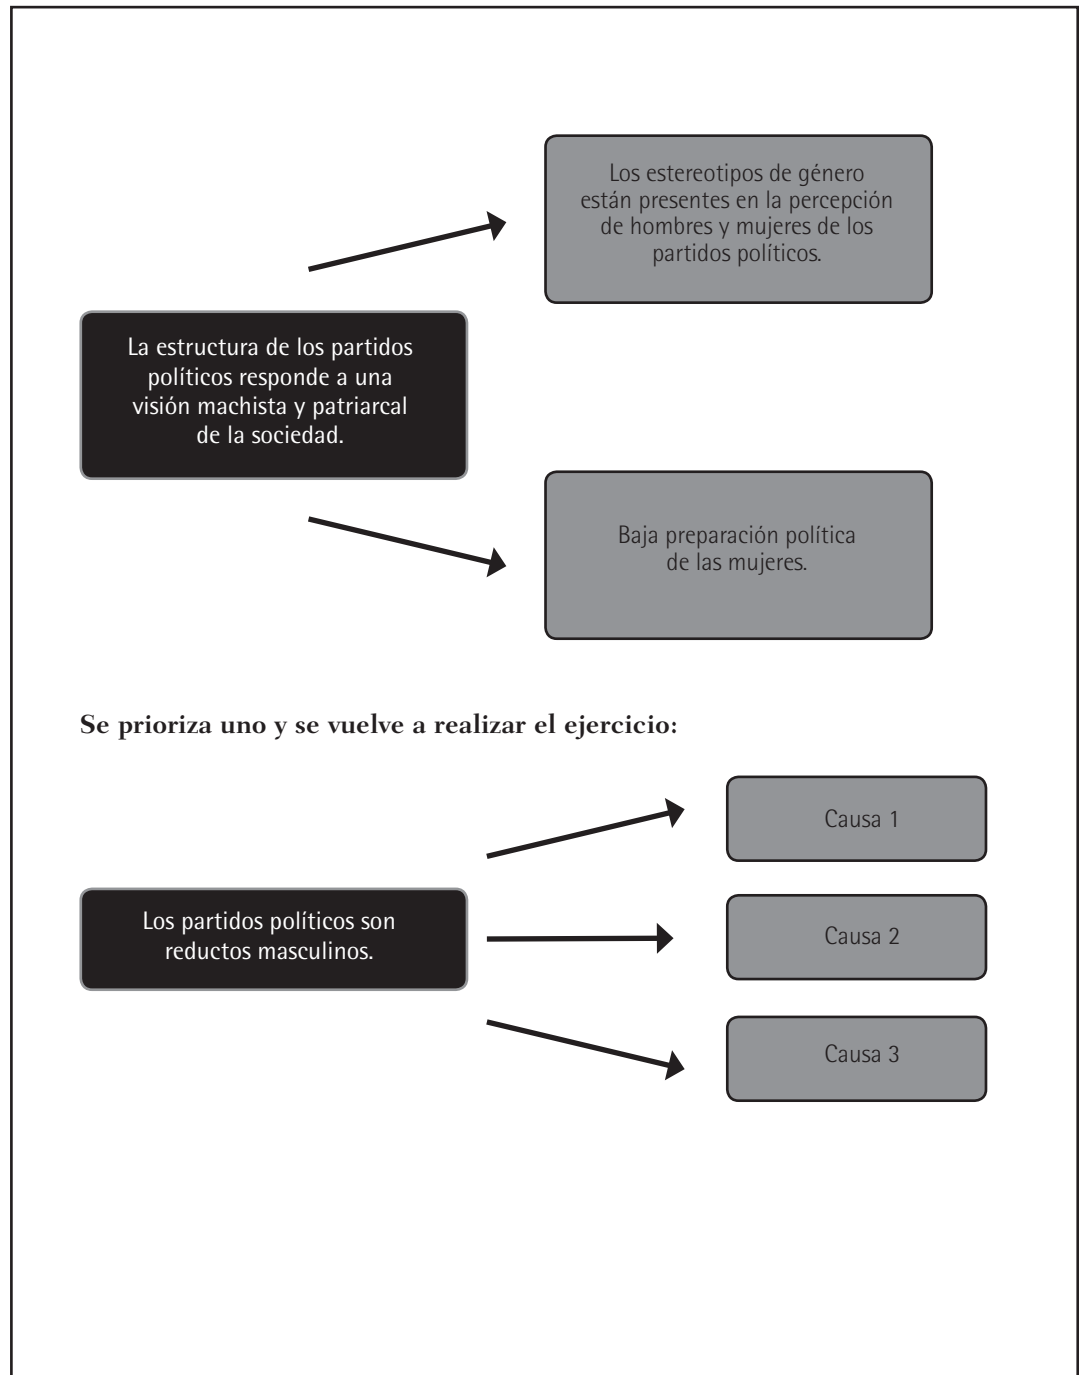 Los estereotipos de género
están presentes en la percepción
de hombres y mujeres de los
partidos políticos.
La estructura de los partidos
políticos responde a una
visión machista y patriarcal
de la sociedad.
Baja preparación política
de las mujeres.
Se prioriza uno y se vuelve a realizar el ejercicio:
Causa 1
Los partidos políticos son
reductos masculinos.
Causa 2
Causa 3